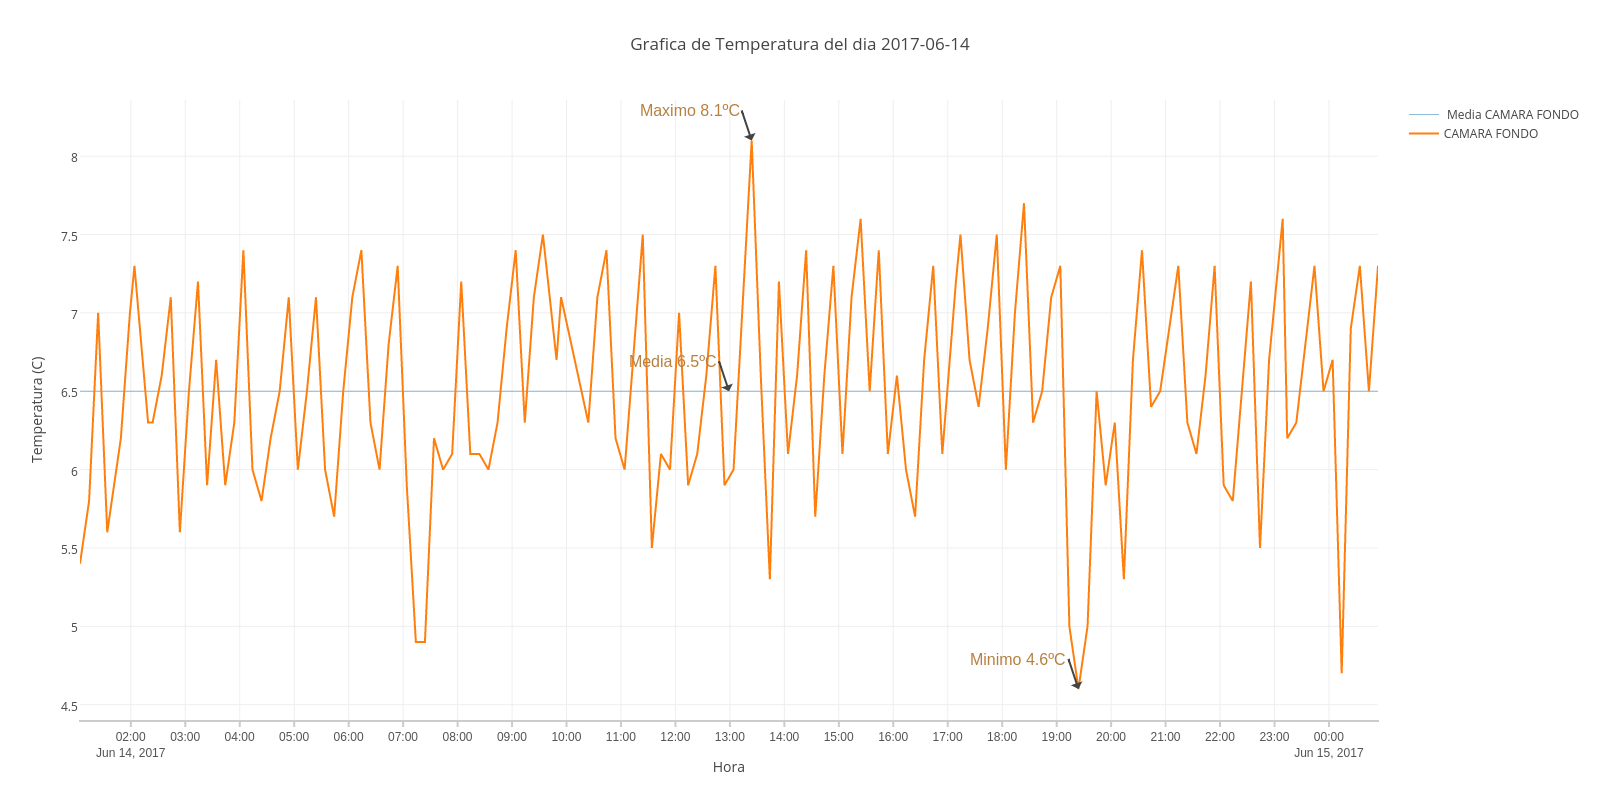 Grafica de Temperatura del dia 2017-06-14
Maximo 8.1ºC
Media CAMARA FONDO
CAMARA FONDO
8
7.5
7
Media 6.5ºC
6.5
Temperatura (C)
6
5.5
5
Minimo 4.6ºC
4.5
02:00 03:00 04:00 05:00 06:00 07:00 08:00 09:00 10:00 11:00 12:00 13:00 14:00 15:00 16:00 17:00 18:00 19:00 20:00 21:00 22:00 23:00 00:00
Jun 14, 2017 Jun 15, 2017
Hora